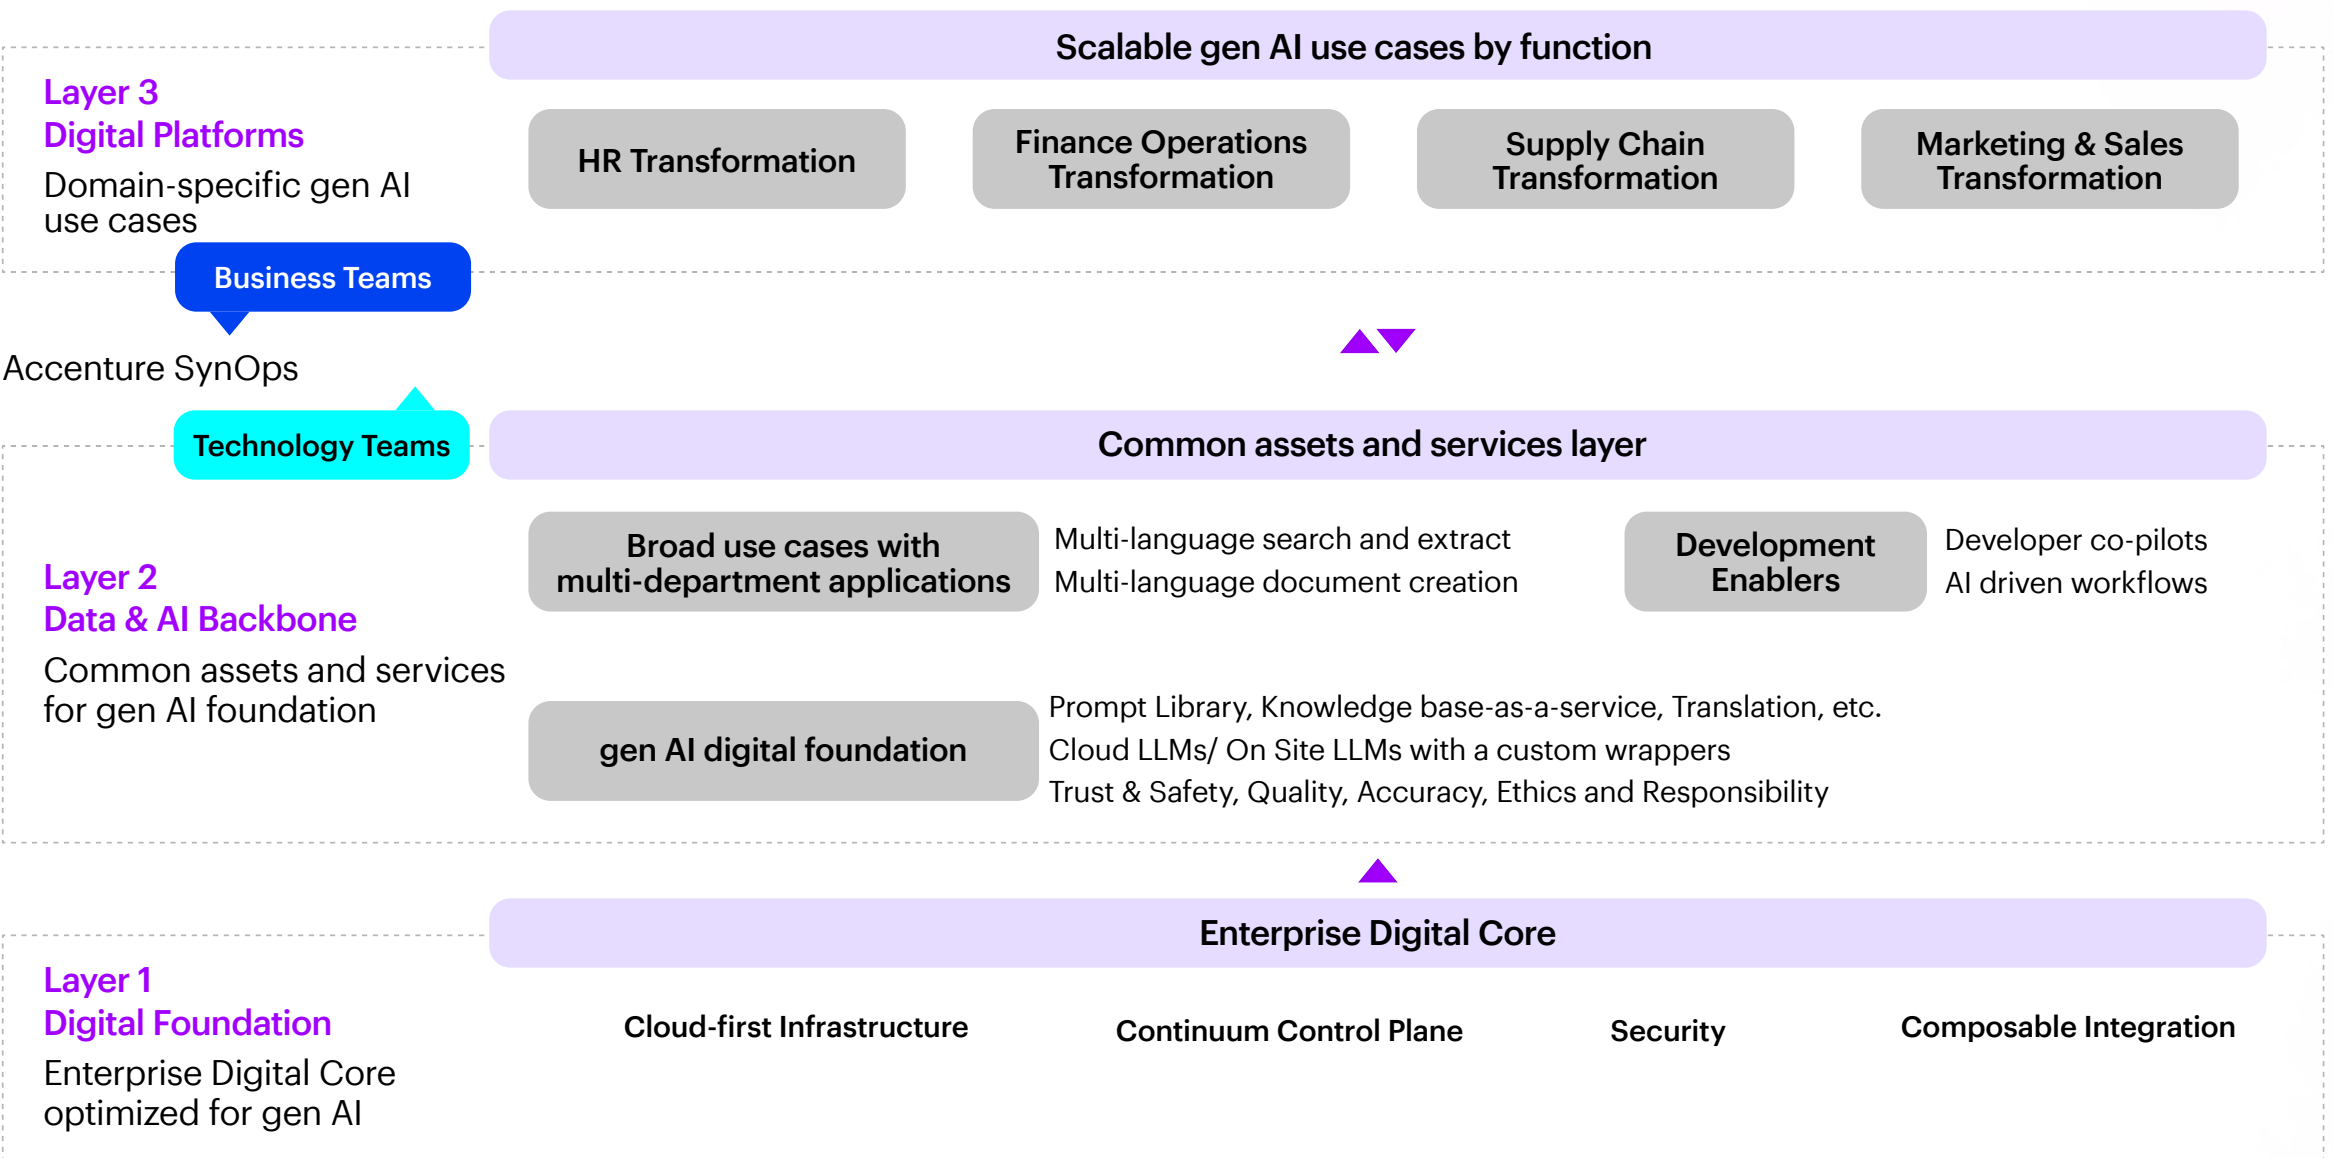 Scalable gen AI use cases by function
Layer 3
Digital Platforms
Domain-specific gen AI
use cases
HR Transformation
Finance Operations
Transformation
Supply Chain
Transformation
Marketing & Sales
Transformation
Business Teams
Accenture SynOps
Technology Teams
Common assets and services layer
Layer 2
Data & AI Backbone
Common assets and services
for gen AI foundation
Broad use cases with
multi-department applications
Multi-language search and extract
Multi-language document creation
Development
Enablers
Developer co-pilots
AI driven workflows
gen AI digital foundation
Prompt Library, Knowledge base-as-a-service, Translation, etc.
Cloud LLMs/ On Site LLMs with a custom wrappers
Trust & Safety, Quality, Accuracy, Ethics and Responsibility
Enterprise Digital Core
Layer 1
Digital Foundation
Enterprise Digital Core
optimized for gen AI
Cloud-first Infrastructure
Continuum Control Plane
Security
Composable Integration